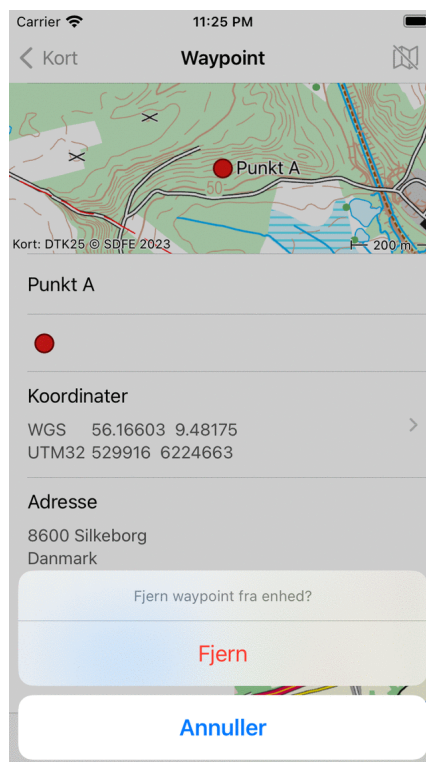 Carrier 11:25 PM
Kort Waypoint
Punkt A
50
Kort: DTK25 © SDFE 2023 200 m
Punkt A
Koordinater
WGS 56.16603 9.48175
UTM32 529916 6224663
Adresse
8600 Silkeborg
Danmark
Fjern waypoint fra enhed?
Fjern
Annuller